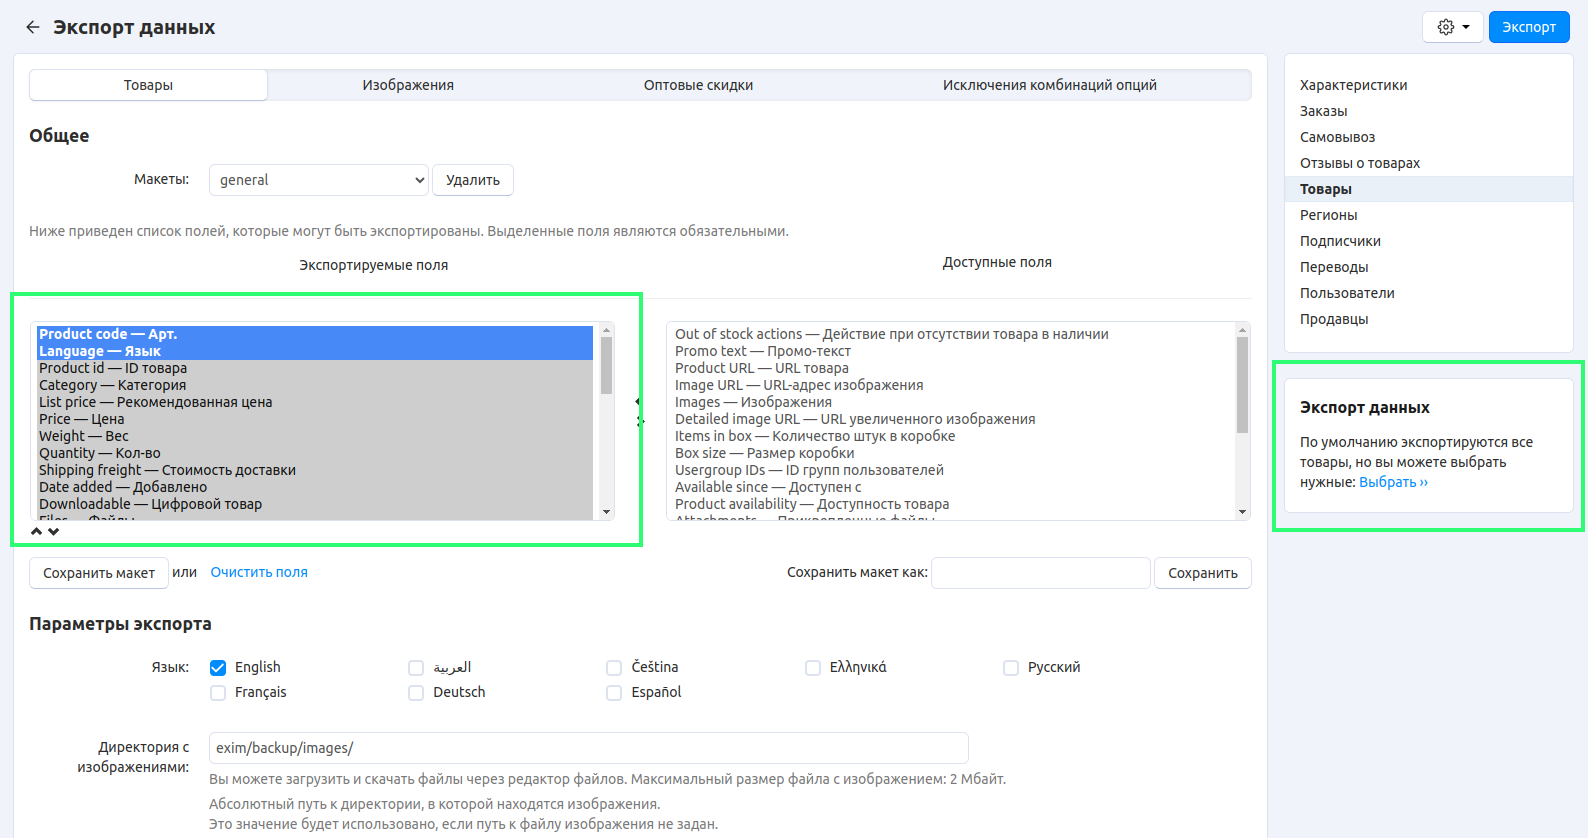 Экспорт данных
Экспорт
Товары
Изображения
Оптовые скидки
Исключения комбинаций опций
Общее
Макеты:
general
Удалить
Ниже приведен список полей, которые могут быть экспортированы. Выделенные поля являются обязательными.
Экспортируемые поля
Product code — Арт.
Language — Язык
Product id — ID товара
Category — Категория
List price — Рекомендованная цена
Price — Цена
Weight — Вес
Quantity — Кол-во
Shipping freight — Стоимость доставки
Date added — Добавлено
Downloadable — Цифровой товар
Files — Файлы
Доступные поля
Out of stock actions — Действие при отсутствии товара в наличии
Promo text — Промо-текст
Product URL — URL товара
Image URL — URL-адрес изображения
Images — Изображения
Detailed image URL — URL увеличенного изображения
Items in box — Количество штук в коробке
Box size — Размер коробки
Usergroup IDs — ID групп пользователей
Available since — Доступен с
Product availability — Доступность товара
Attachments — Прикрепленные файлы
Сохранить макет
или
Очистить поля
Сохранить макет как:
Сохранить
Параметры экспорта
Язык:
English
العربية
Čeština
Ελληνικά
Русский
Français
Deutsch
Español
Директория с
изображениями:
exim/backup/images/
Вы можете загрузить и скачать файлы через редактор файлов. Максимальный размер файла с изображением: 2 Мбайт.
Абсолютный путь к директории, в которой находятся изображения.
Это значение будет использовано, если путь к файлу изображения не задан.
Характеристики
Заказы
Самовывоз
Отзывы о товарах
Товары
Регионы
Подписчики
Переводы
Пользователи
Продавцы
Экспорт данных
По умолчанию экспортируются все
товары, но вы можете выбрать
нужные: Выбрать ››